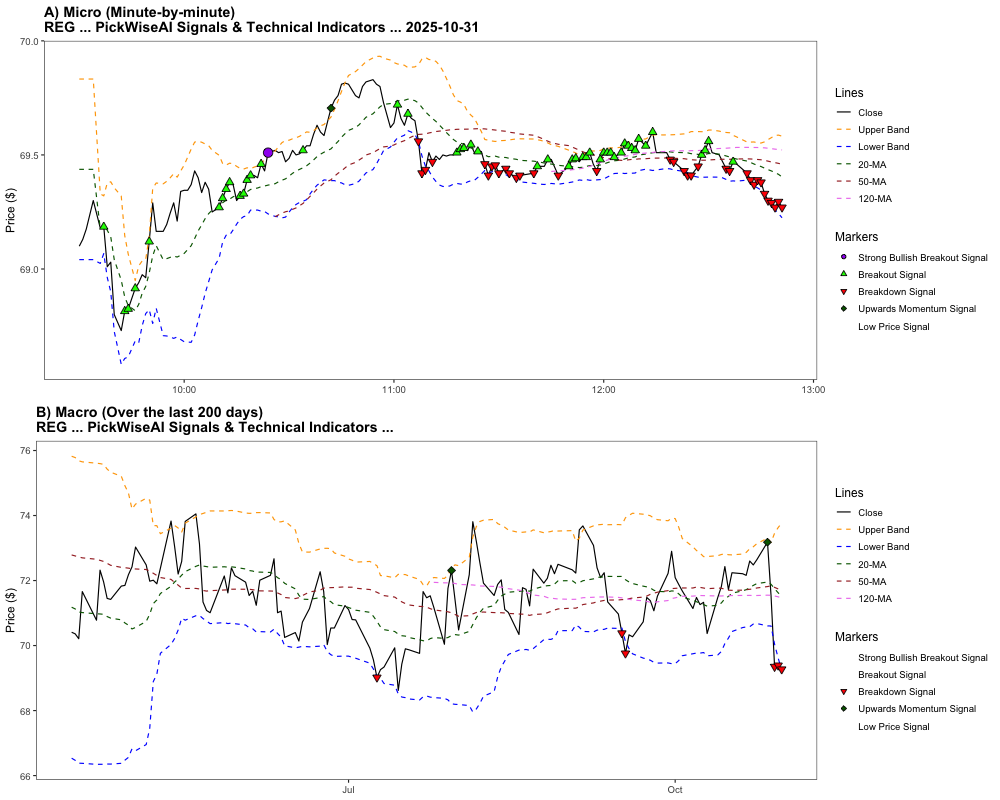 A) Micro (Minute-by-minute)
REG ... PickWiseAI Signals & Technical Indicators ... 2025-10-31
70.0
69.5
69.0
Price ($)
10:00
11:00
12:00
13:00
Lines
Close
Upper Band
Lower Band
20-MA
50-MA
120-MA
Markers
Strong Bullish Breakout Signal
Breakout Signal
Breakdown Signal
Upwards Momentum Signal
Low Price Signal
B) Macro (Over the last 200 days)
REG ... PickWiseAI Signals & Technical Indicators ...
76
74
72
70
68
66
Price ($)
Jul
Oct
Lines
Close
Upper Band
Lower Band
20-MA
50-MA
120-MA
Markers
Strong Bullish Breakout Signal
Breakout Signal
Breakdown Signal
Upwards Momentum Signal
Low Price Signal